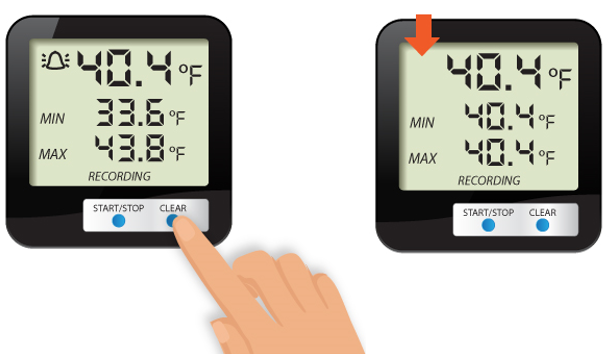 40.4 °F
MIN 33.6 °F
MAX 43.8 °F
RECORDING
START/STOP CLEAR
40.4 °F
MIN 40.4 °F
MAX 40.4 °F
RECORDING
START/STOP CLEAR